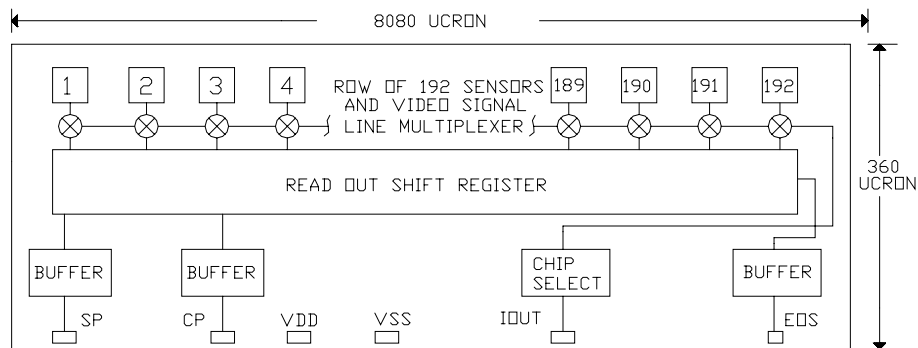 8080 UCRON
1 2 3 4 ROW OF 192 SENSORS 189 190 191 192
AND VIDEO SIGNAL
LINE MULTIPLEXER
READ OUT SHIFT REGISTER
360
UCRON
BUFFER BUFFER CHIP SELECT BUFFER
SP CP VDD VSS IOUT EOS